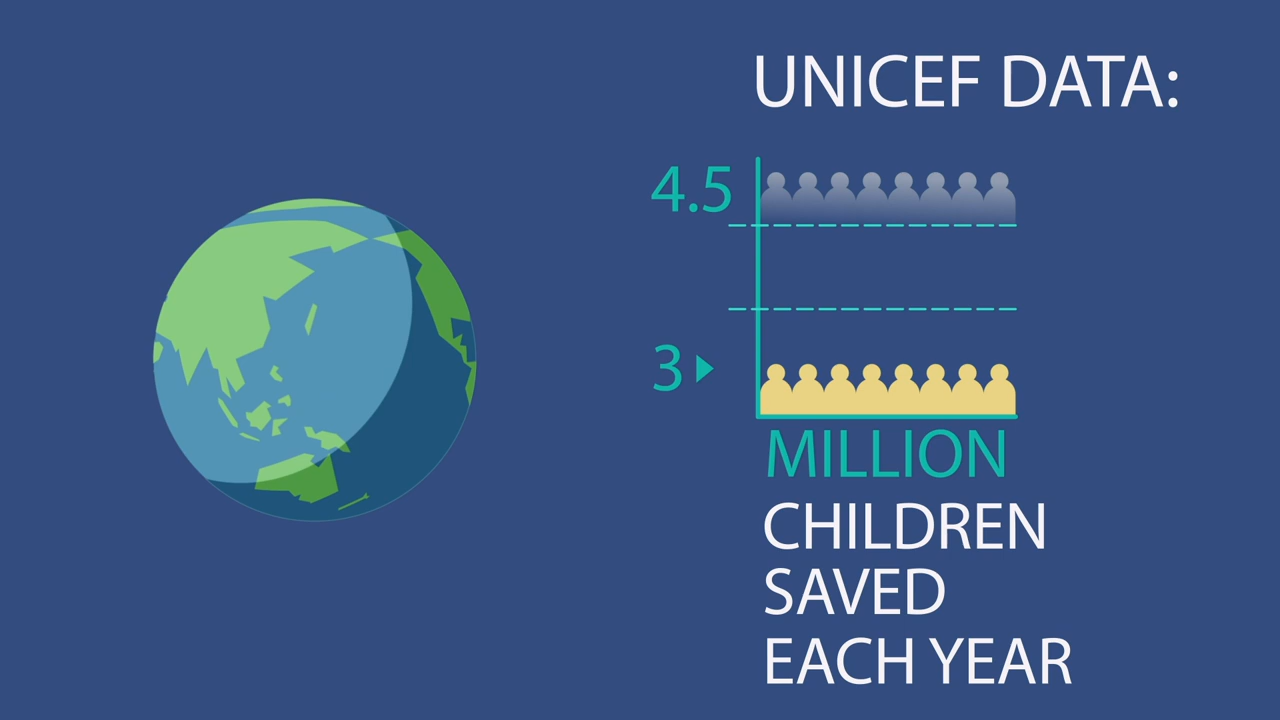 UNICEF DATA:
4.5
3
MILLION
CHILDREN
SAVED
EACH YEAR